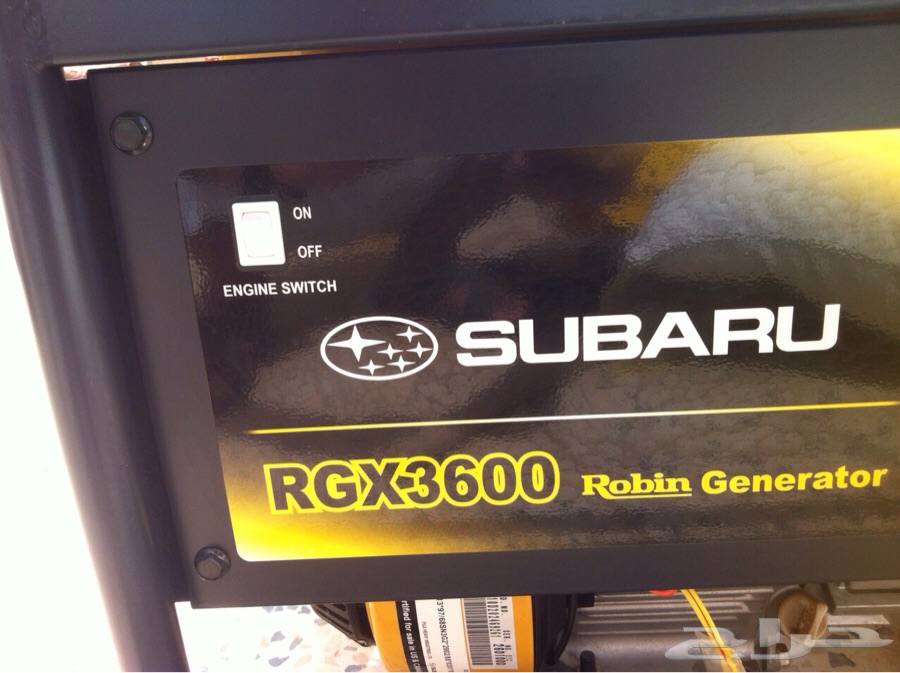 ON
OFF
ENGINE SWITCH
SUBARU
RGX3600 Robin Generator
حراج